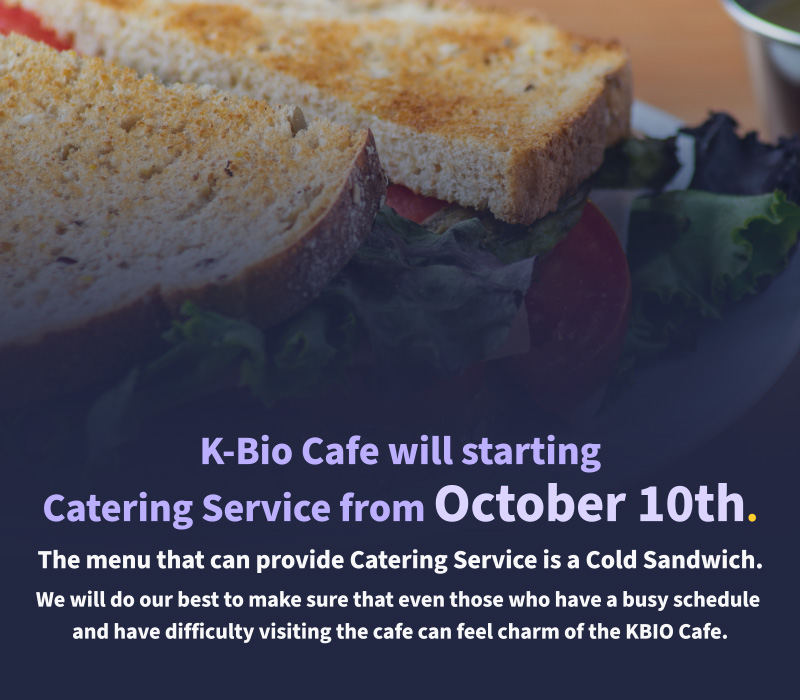 K-Bio Cafe will starting
Catering Service from October 10th.
The menu that can provide Catering Service is a Cold Sandwich.
We will do our best to make sure that even those who have a busy schedule
and have difficulty visiting the cafe can feel charm of the KBIO Cafe.